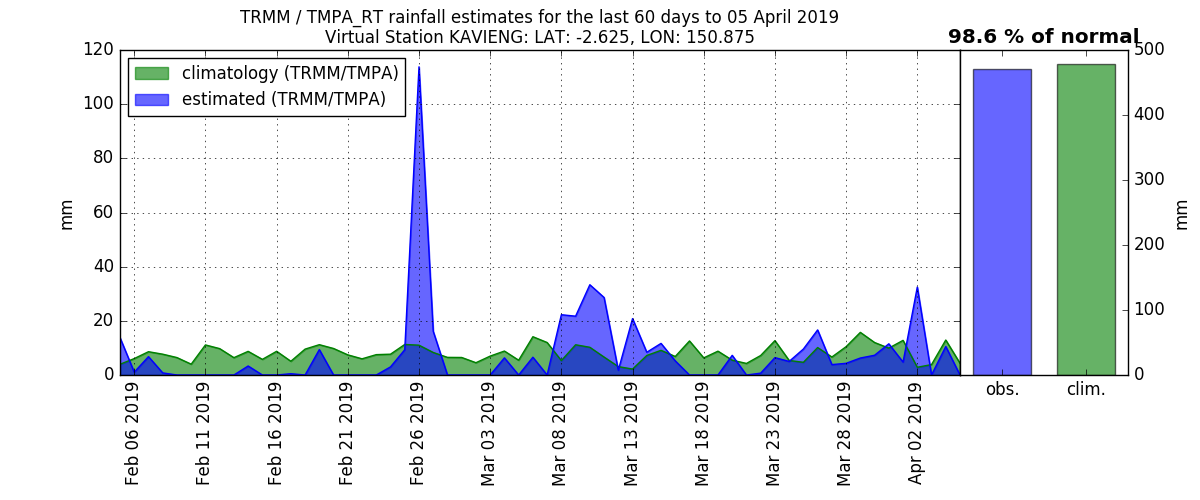 TRMM / TMPA_RT rainfall estimates for the last 60 days to 05 April 2019
Virtual Station KAVIENG: LAT: -2.625, LON: 150.875
98.6 % of normal
climatology (TRMM/TMPA)
estimated (TRMM/TMPA)
120
100
80
60
40
20
0
mm
Feb 06 2019
Feb 11 2019
Feb 16 2019
Feb 21 2019
Feb 26 2019
Mar 03 2019
Mar 08 2019
Mar 13 2019
Mar 18 2019
Mar 23 2019
Mar 28 2019
Apr 02 2019
obs.
clim.
500
400
300
200
100
0
mm